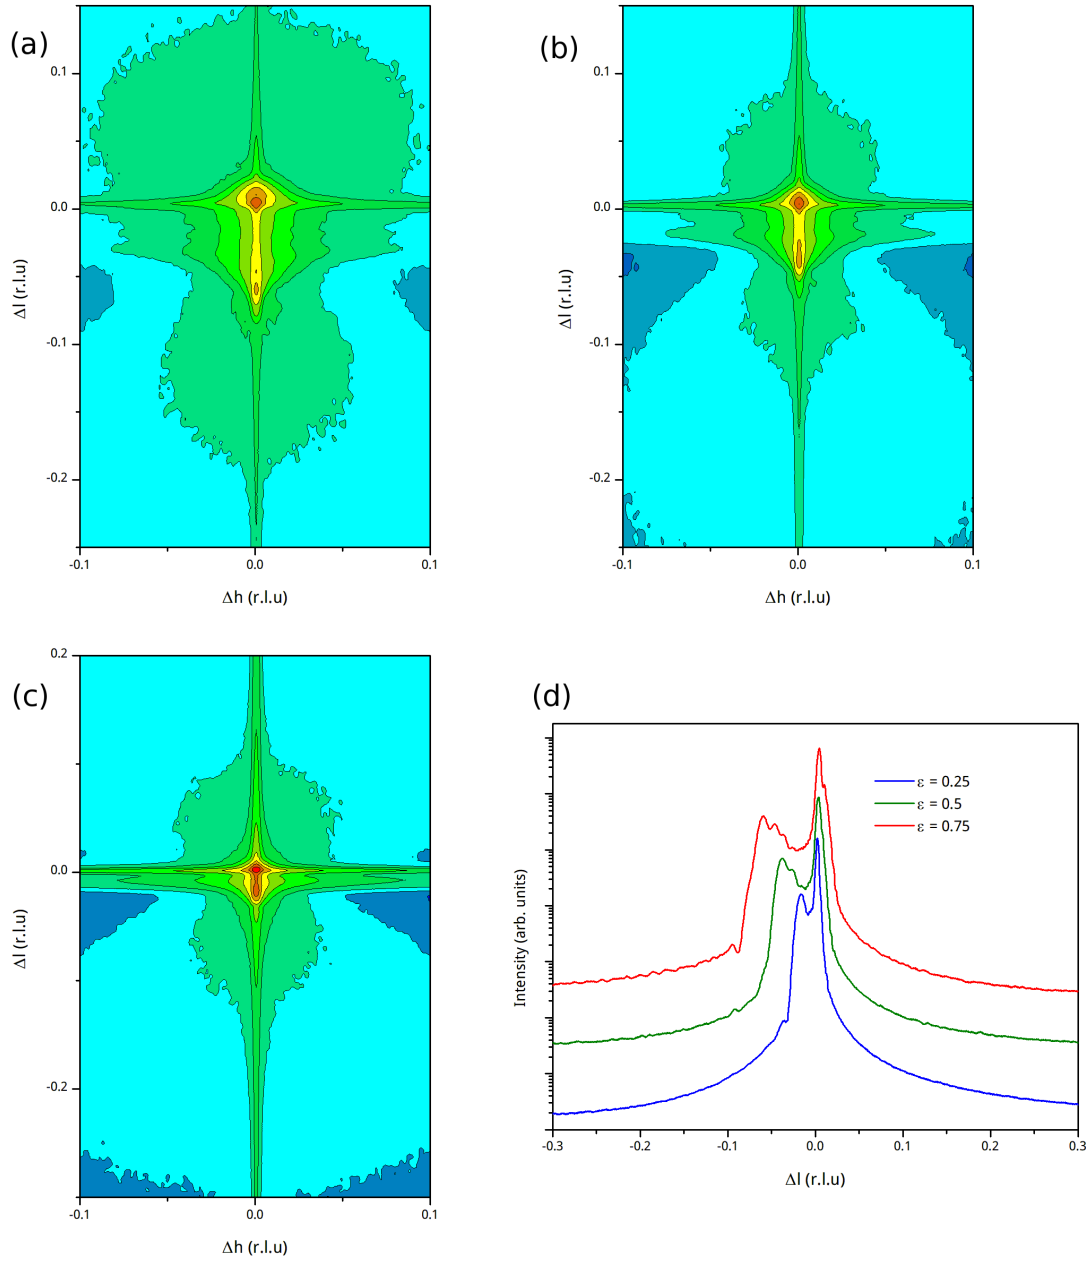 (a)
0.1
0.0
-0.1
-0.2
-0.1
0.0
0.1
Δl (r.l.u)
Δh (r.l.u)
(b)
0.1
0.0
-0.1
-0.2
-0.1
0.0
0.1
Δl (r.l.u)
Δh (r.l.u)
(c)
0.2
0.0
-0.2
-0.1
0.0
0.1
Δl (r.l.u)
Δh (r.l.u)
(d)
ε = 0.25
ε = 0.5
ε = 0.75
Intensity (arb. units)
-0.3
-0.2
-0.1
0.0
0.1
0.2
0.3
Δl (r.l.u)